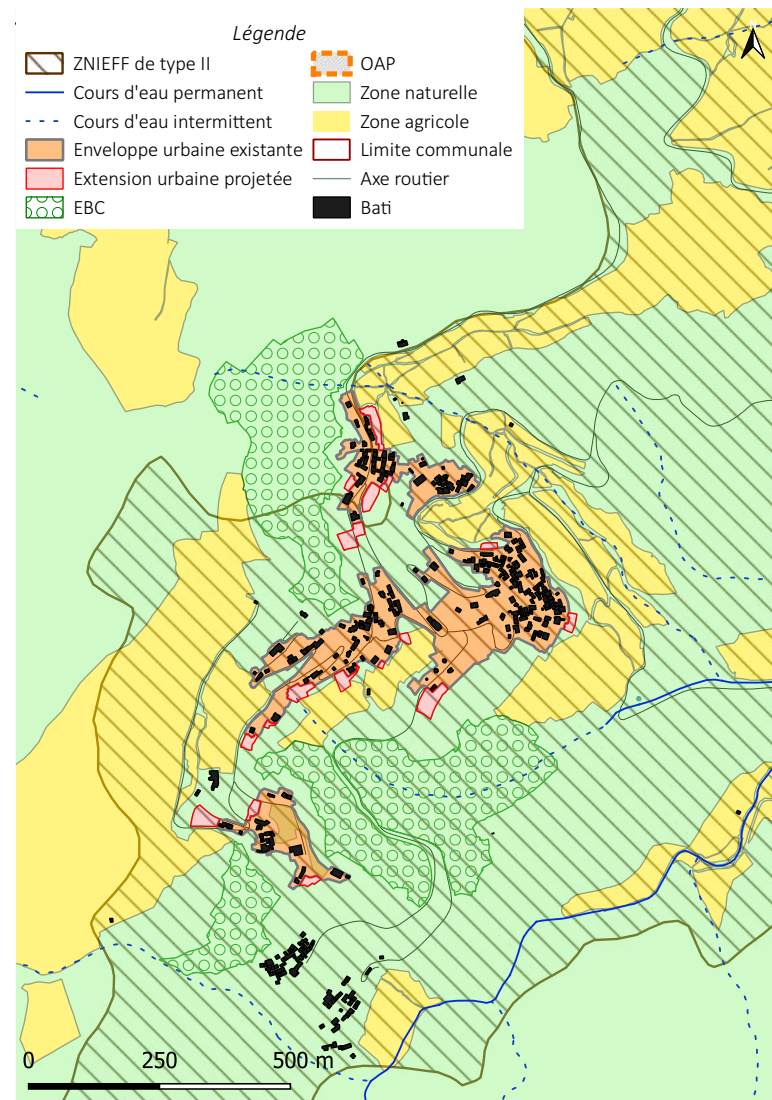 Légende
ZNIEFF de type II
Cours d'eau permanent
Cours d'eau intermittent
Enveloppe urbaine existante
Extension urbaine projetée
EBC
OAP
Zone naturelle
Zone agricole
Limite communale
Axe routier
Bati
N
0 250 500 m